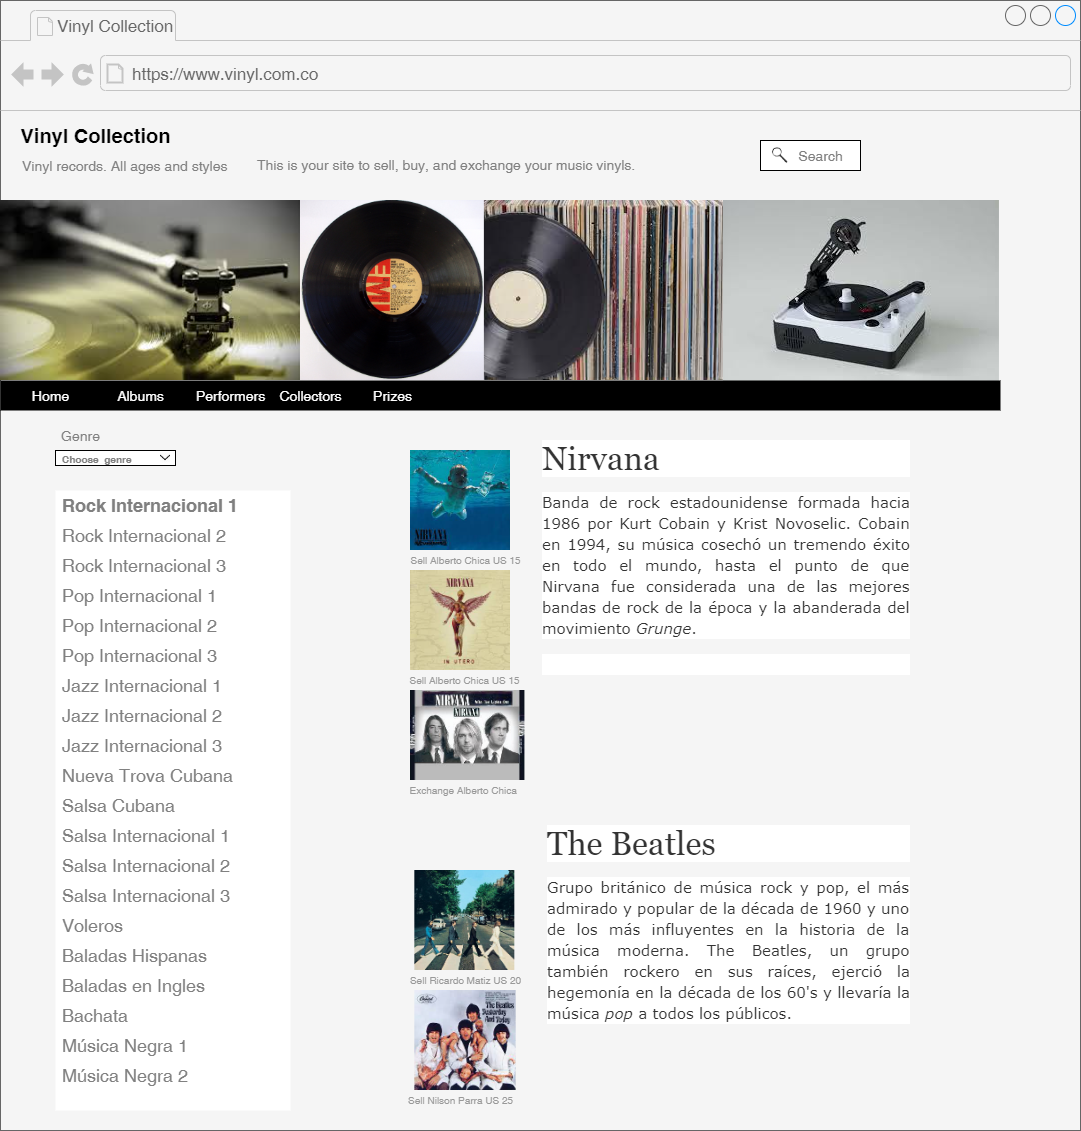 Vinyl Collection
https://www.vinyl.com.co
Vinyl Collection
Vinyl records. All ages and styles
This is your site to sell, buy, and exchange your music vinyls.
Search
EMI
SHURE
Home
Albums
Performers
Collectors
Prizes
Genre
Choose genre
Rock Internacional 1
Rock Internacional 2
Rock Internacional 3
Pop Internacional 1
Pop Internacional 2
Pop Internacional 3
Jazz Internacional 1
Jazz Internacional 2
Jazz Internacional 3
Nueva Trova Cubana
Salsa Cubana
Salsa Internacional 1
Salsa Internacional 2
Salsa Internacional 3
Voleros
Baladas Hispanas
Baladas en Ingles
Bachata
Música Negra 1
Música Negra 2
NIRVANA
Sell Alberto Chica US 15
NIRVANA
IN UTERO
Sell Alberto Chica US 15
NIRVANA
NIRVANA
Exchange Alberto Chica
Nirvana
Banda de rock estadounidense formada hacia
1986 por Kurt Cobain y Krist Novoselic. Cobain
en 1994, su música cosechó un tremendo éxito
en todo el mundo, hasta el punto de que
Nirvana fue considerada una de las mejores
bandas de rock de la época y la abanderada del
movimiento Grunge.
Sell Ricardo Matiz US 20
The Beatles
Yesterday
And Today
Sell Nilson Parra US 25
The Beatles
Grupo británico de música rock y pop, el más
admirado y popular de la década de 1960 y uno
de los más influyentes en la historia de la
música moderna. The Beatles, un grupo
también rockero en sus raíces, ejerció la
hegemonía en la década de los 60's y llevaría la
música pop a todos los públicos.